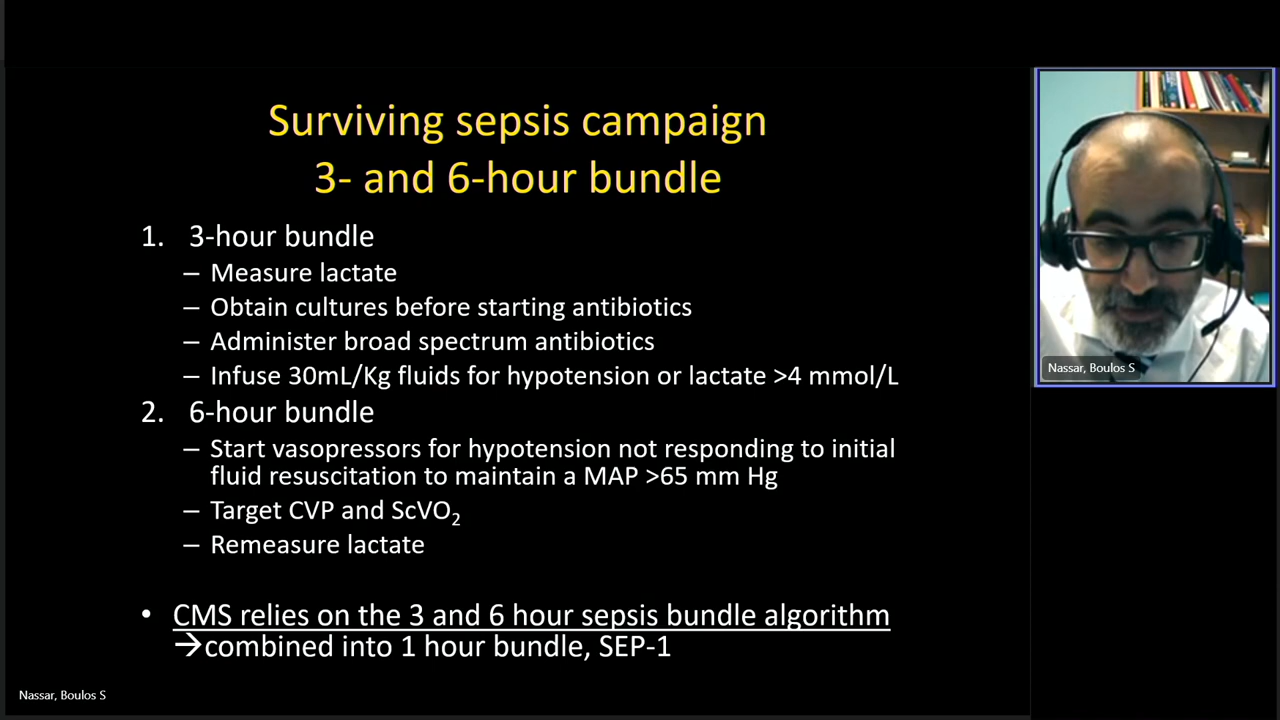 Surviving sepsis campaign
3- and 6-hour bundle
1. 3-hour bundle
– Measure lactate
– Obtain cultures before starting antibiotics
– Administer broad spectrum antibiotics
– Infuse 30mL/Kg fluids for hypotension or lactate >4 mmol/L
2. 6-hour bundle
– Start vasopressors for hypotension not responding to initial
fluid resuscitation to maintain a MAP >65 mm Hg
– Target CVP and ScVO₂
– Remeasure lactate
• CMS relies on the 3 and 6 hour sepsis bundle algorithm
→combined into 1 hour bundle, SEP-1
Nassar, Boulos S
Nassar, Boulos S